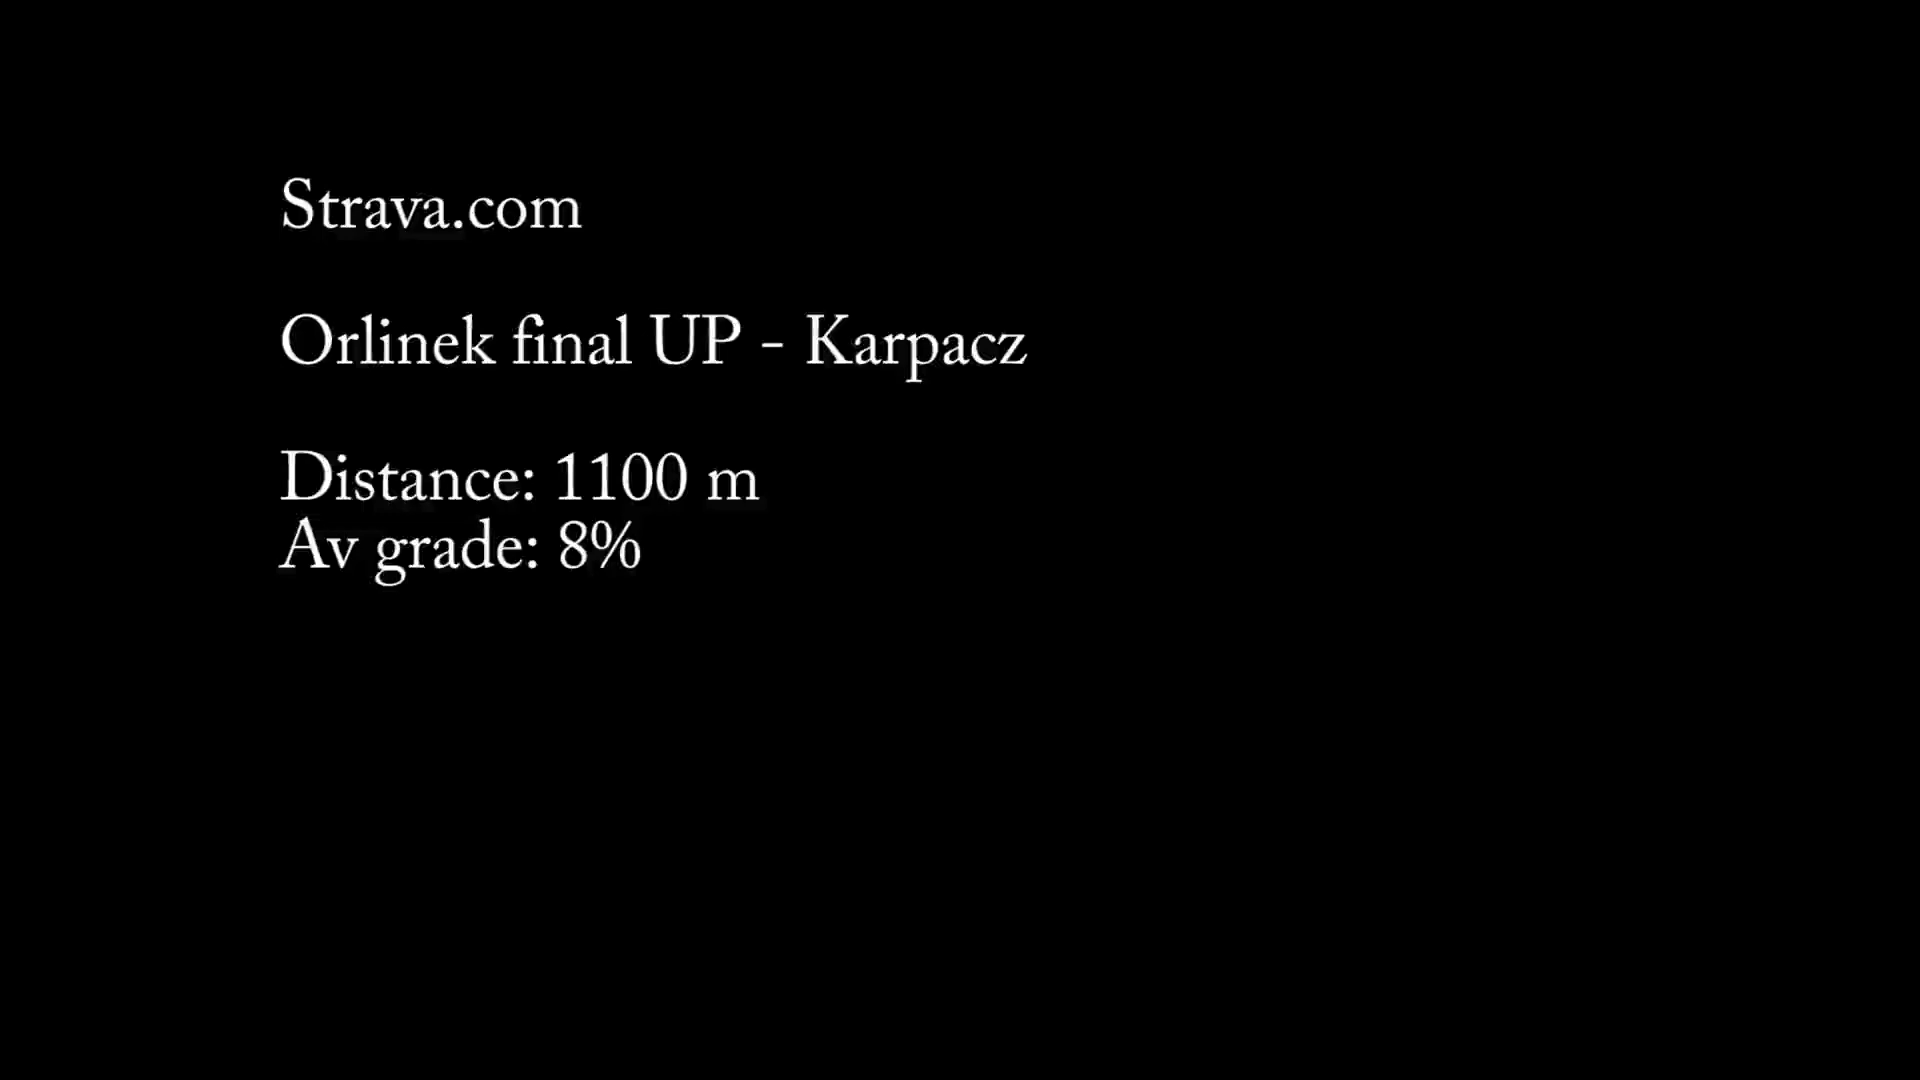 Strava.com
Orlinek final UP - Karpacz
Distance: 1100 m
Av grade: 8%